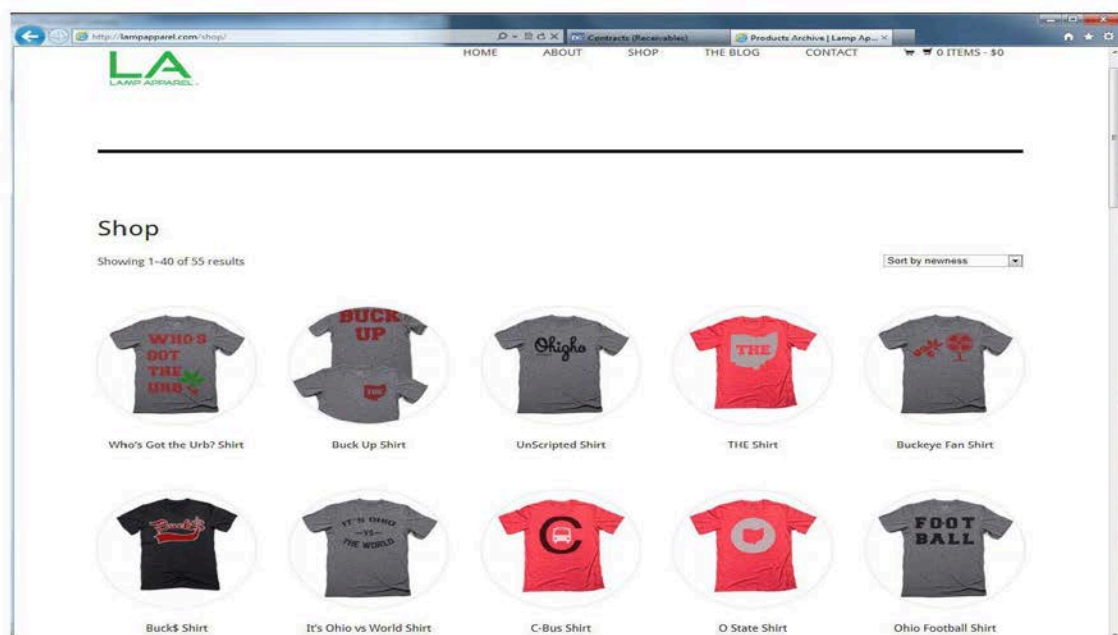 http://lampapparel.com/shop/
Contracts (Receivables)
Products Archive | Lamp Ap...
LA
LAMP APPAREL
HOME ABOUT SHOP THE BLOG CONTACT 0 ITEMS - $0
Shop
Showing 1–40 of 55 results
Sort by newness
WHO'S
GOT
THE
URB
BUCK
UP
THE
Ohigho
THE
Who's Got the Urb? Shirt
Buck Up Shirt
UnScripted Shirt
THE Shirt
Buckeye Fan Shirt
Buck$
IT'S OHIO
-VS-
THE WORLD
C
O
FOOT
BALL
Buck$ Shirt
It's Ohio vs World Shirt
C-Bus Shirt
O State Shirt
Ohio Football Shirt